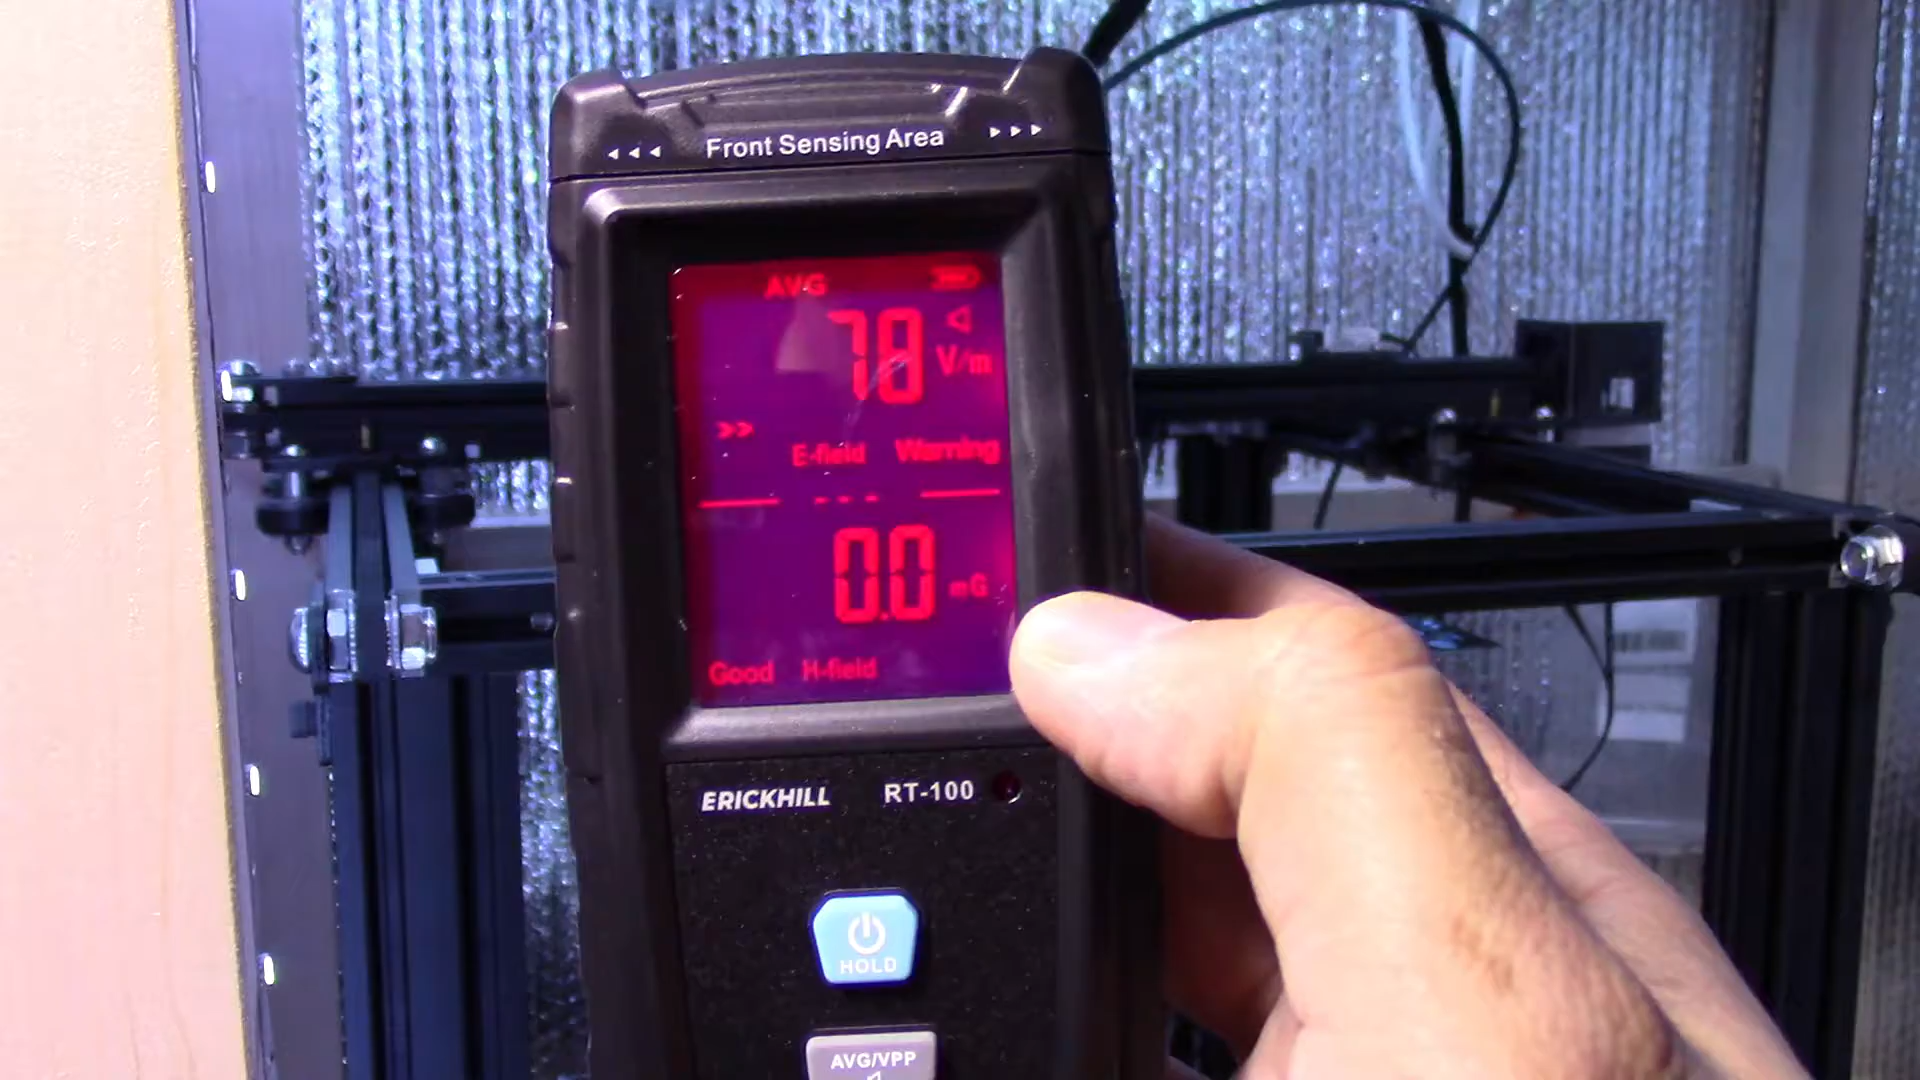 Front Sensing Area
AVG
78
V/m
>>
E-field Warning
0.0 mG
Good H-field
ERICKHILL RT-100
HOLD
AVG/VPP